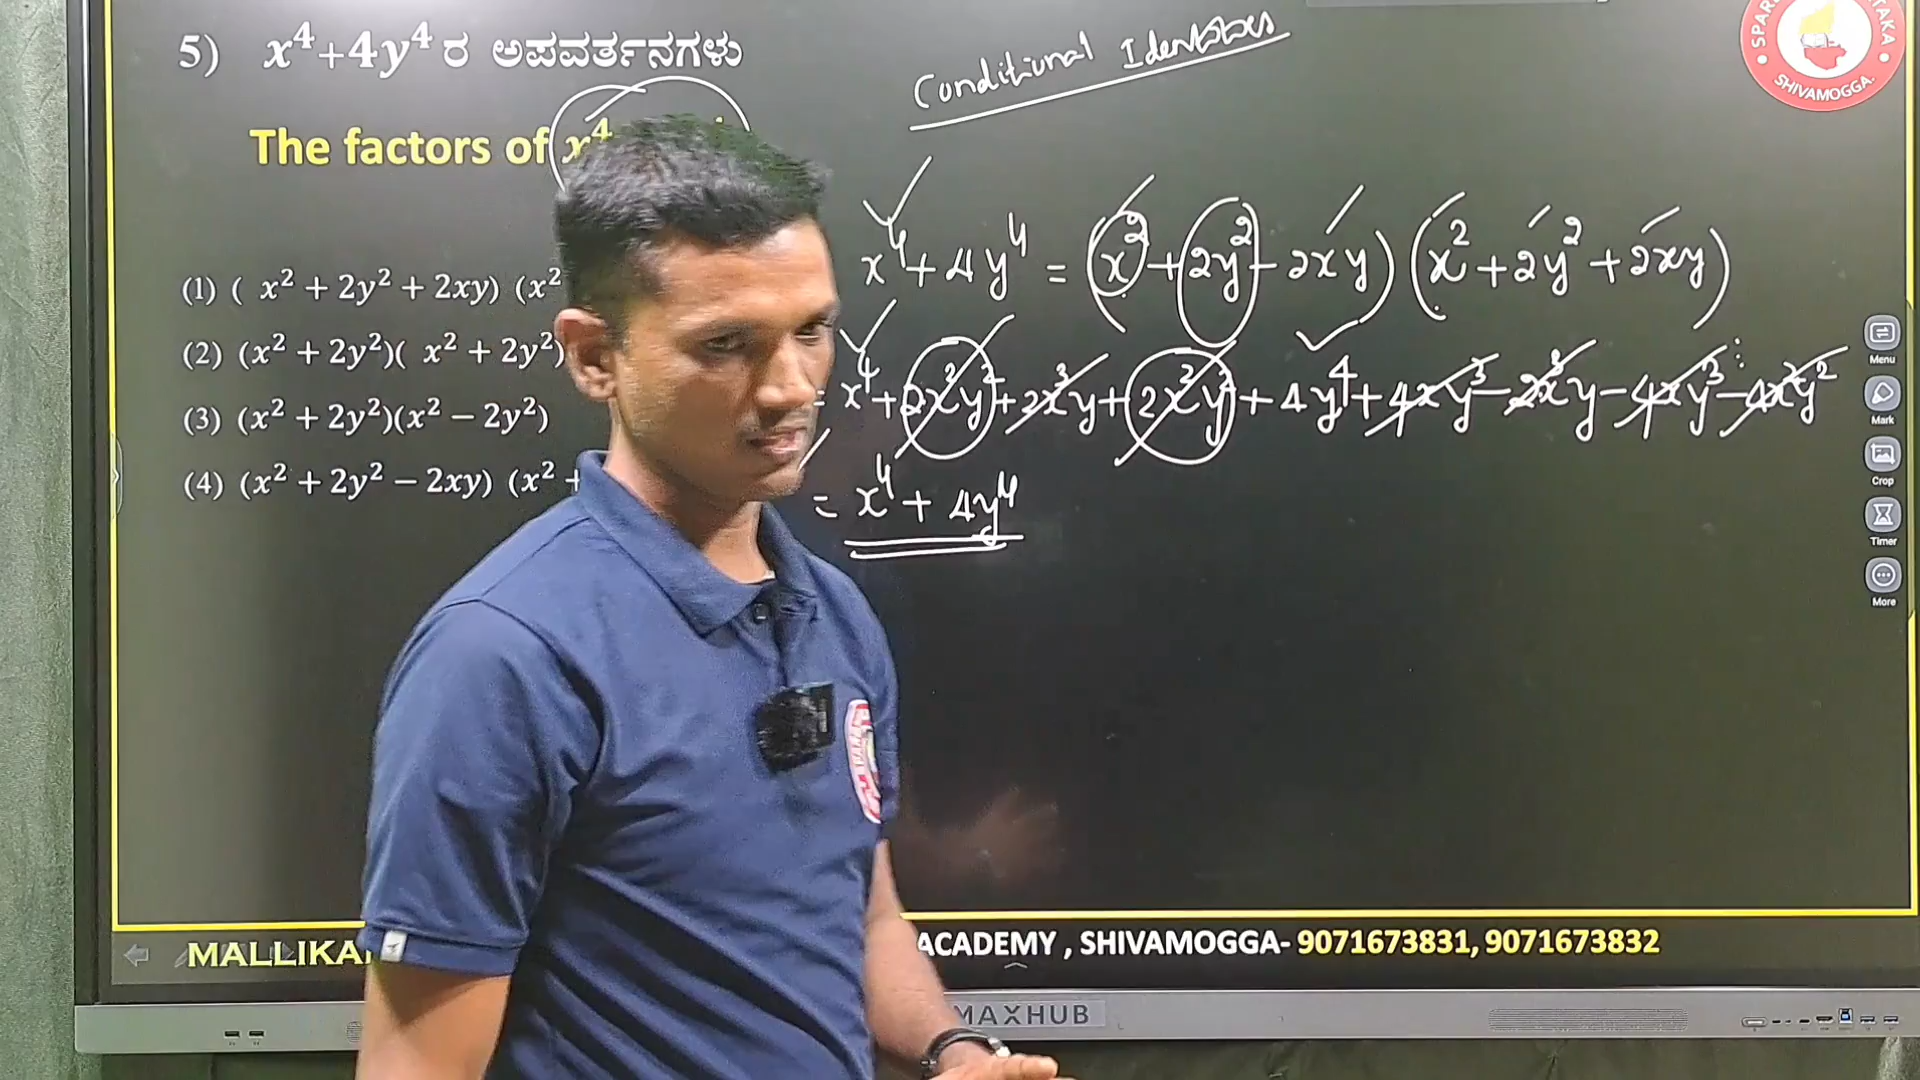 5) x⁴+4y⁴ ರ ಅಪವರ್ತನಗಳು
The factors of x⁴
(1) ( x² + 2y² + 2xy) (x²
(2) (x² + 2y²)( x² + 2y²)
(3) (x² + 2y²)(x² − 2y²)
(4) (x² + 2y² − 2xy) (x² +
Conditional Identities
x⁴ + 4y⁴ = (x² + 2y² - 2xy) (x² + 2y² + 2xy)
= x⁴ + 2x²y² + 2x³y + 2x²y² + 4y⁴ + 4xy³ - 2x³y - 4xy³ - 4x²y²
= x⁴ + 4y⁴
SHIVAMOGGA.
Menu
Mark
Crop
Timer
More
ACADEMY , SHIVAMOGGA- 9071673831, 9071673832
MAXHUB